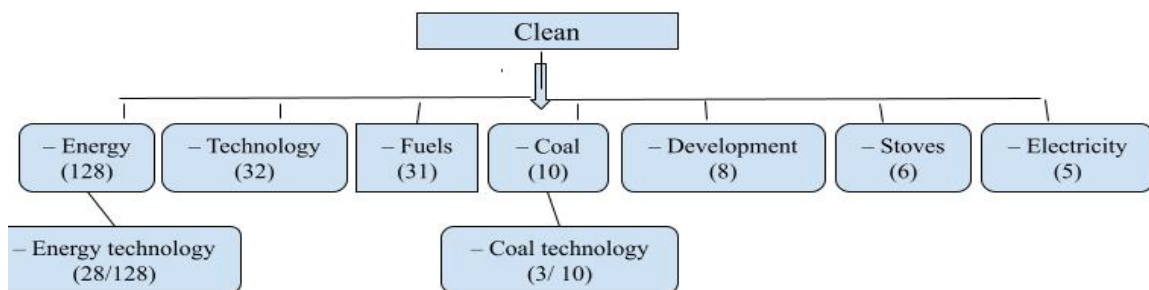 Clean
– Energy
(128)
– Technology
(32)
– Fuels
(31)
– Coal
(10)
– Development
(8)
– Stoves
(6)
– Electricity
(5)
– Energy technology
(28/128)
– Coal technology
(3/ 10)